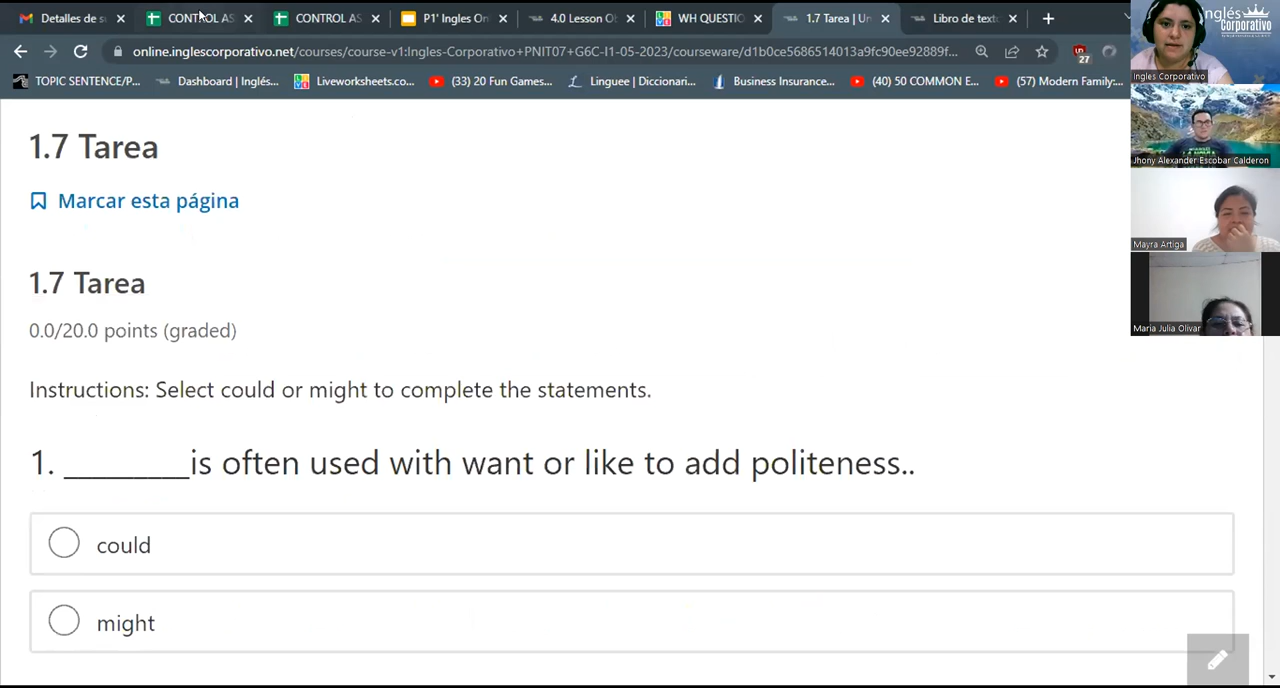 Detalles de s
CONTROL AS
CONTROL AS
P1' Ingles On
4.0 Lesson O
WH QUESTIO
1.7 Tarea | Un
Libro de text
online.inglescorporativo.net/courses/course-v1:Ingles-Corporativo+PNIT07+G6C-I1-05-2023/courseware/d1b0ce5686514013a9fc90ee92889f...
27
TOPIC SENTENCE/P...
Dashboard | Inglés...
Liveworksheets.co...
(33) 20 Fun Games...
Linguee | Diccionari...
Business Insurance...
(40) 50 COMMON E...
(57) Modern Family:...
Inglés
Corporativo
Ingles Corporativo
Jhony Alexander Escobar Calderon
Mayra Artiga
Maria Julia Olivar
1.7 Tarea
Marcar esta página
1.7 Tarea
0.0/20.0 points (graded)
Instructions: Select could or might to complete the statements.
1. _________is often used with want or like to add politeness..
could
might